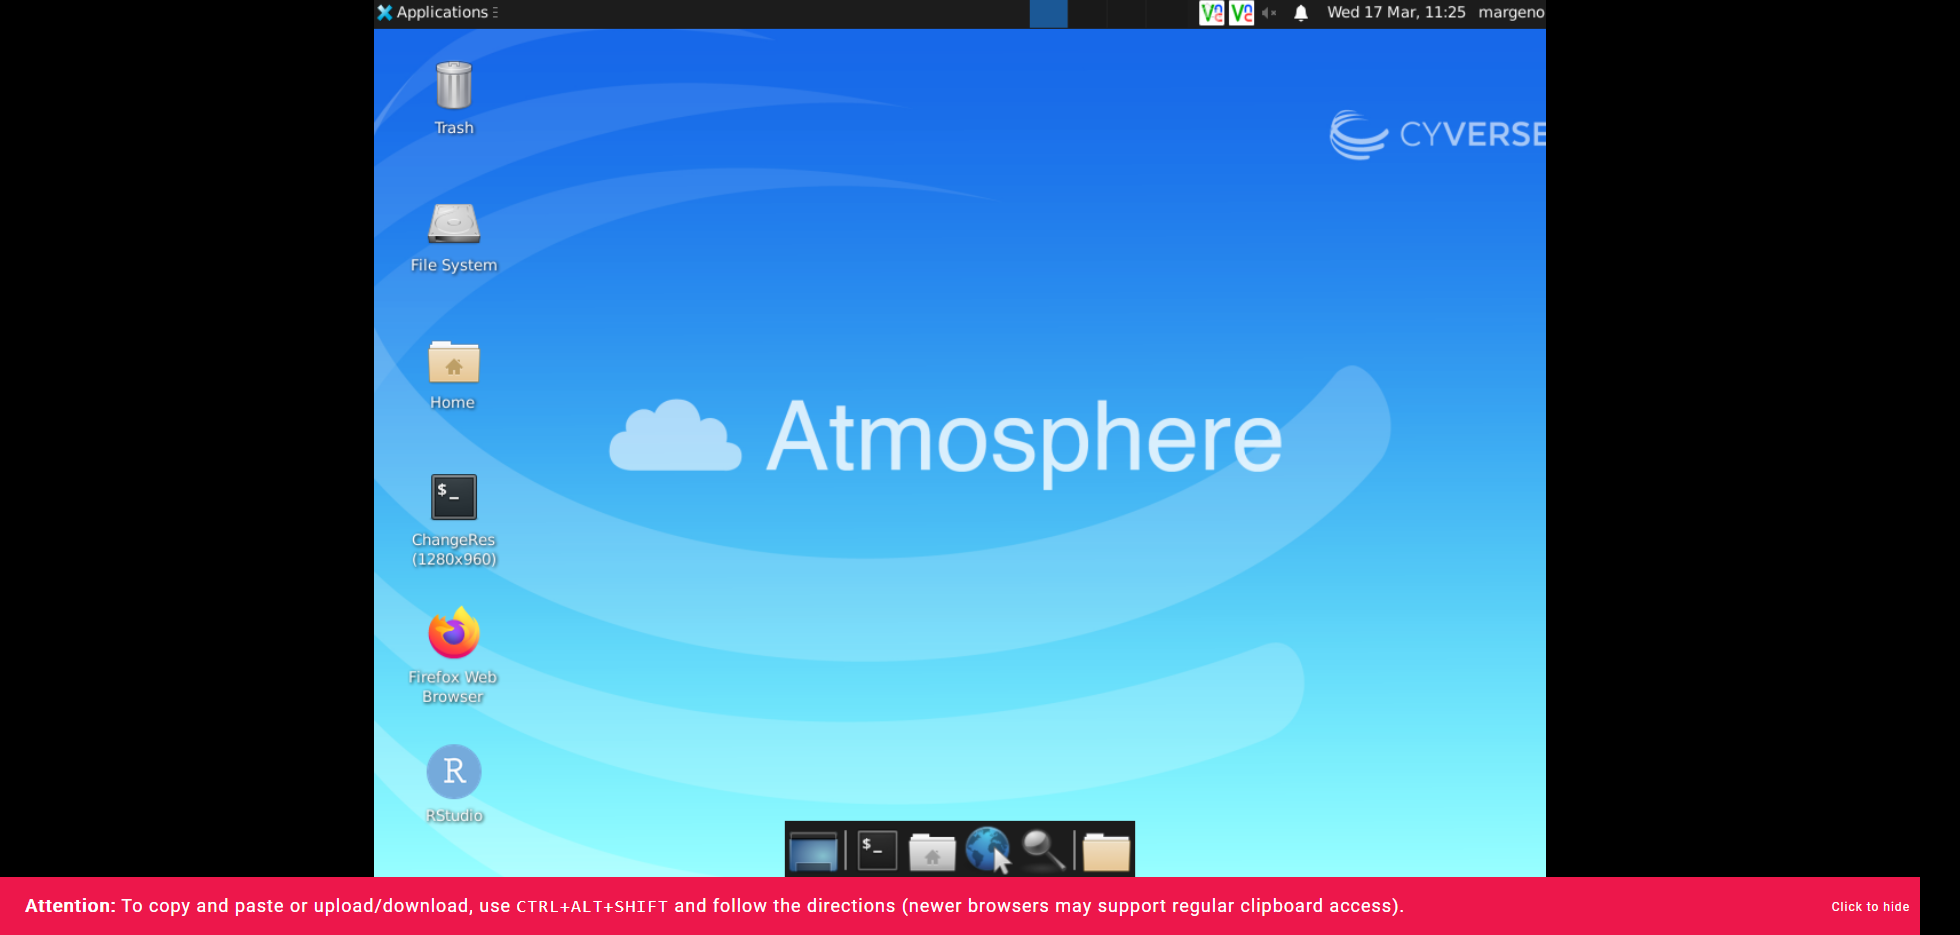 Applications
Wed 17 Mar, 11:25 margeno
Trash
CYVERSE
File System
Home
Atmosphere
$_
ChangeRes
(1280x960)
Firefox Web
Browser
R
RStudio
$_
Attention: To copy and paste or upload/download, use CTRL+ALT+SHIFT and follow the directions (newer browsers may support regular clipboard access).
Click to hide